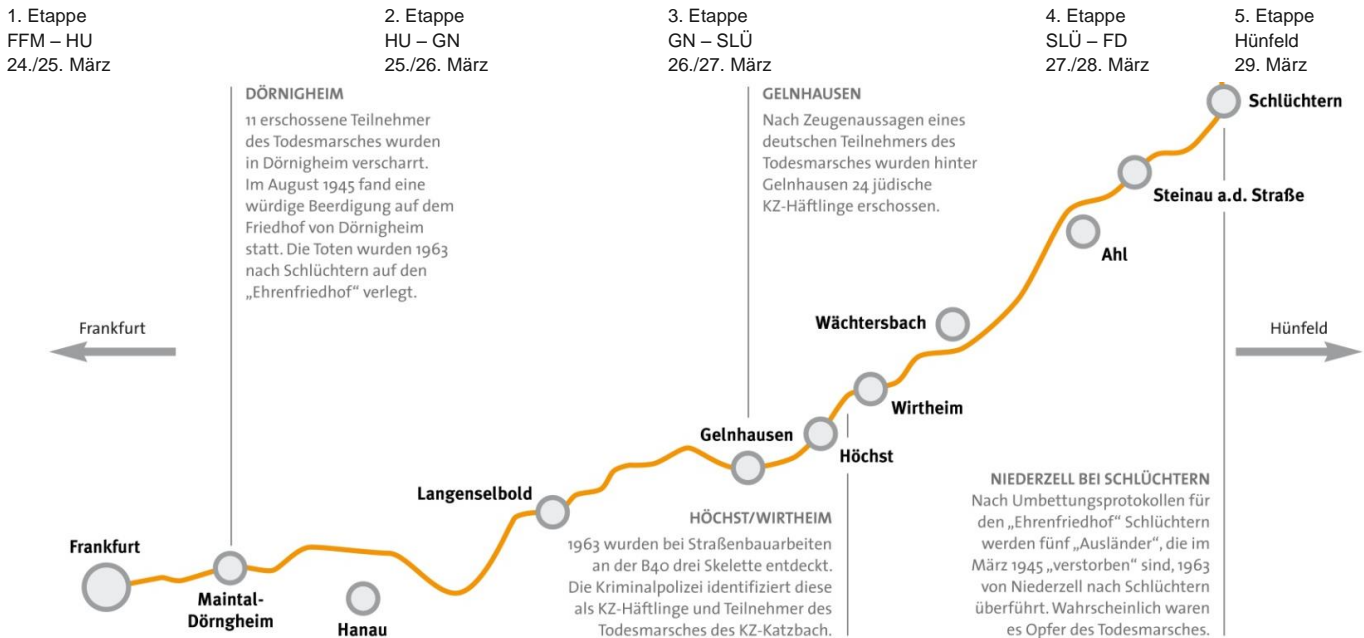 1. Etappe
FFM – HU
24./25. März
2. Etappe
HU – GN
25./26. März
3. Etappe
GN – SLÜ
26./27. März
4. Etappe
SLÜ – FD
27./28. März
5. Etappe
Hünfeld
29. März
DÖRNIGHEIM
11 erschossene Teilnehmer
des Todesmarsches wurden
in Dörnigheim verscharrt.
Im August 1945 fand eine
würdige Beerdigung auf dem
Friedhof von Dörnigheim
statt. Die Toten wurden 1963
nach Schlüchtern auf den
„Ehrenfriedhof“ verlegt.
GELNHAUSEN
Nach Zeugenaussagen eines
deutschen Teilnehmers des
Todesmarsches wurden hinter
Gelnhausen 24 jüdische
KZ-Häftlinge erschossen.
Schlüchtern
Steinau a.d. Straße
Ahl
Wächtersbach
Frankfurt
Hünfeld
Wirtheim
Gelnhausen
Höchst
Langenselbold
HÖCHST/WIRTHEIM
1963 wurden bei Straßenbauarbeiten
an der B40 drei Skelette entdeckt.
Die Kriminalpolizei identifiziert diese
als KZ-Häftlinge und Teilnehmer des
Todesmarsches des KZ-Katzbach.
NIEDERZELL BEI SCHLÜCHTERN
Nach Umbettungsprotokollen für
den „Ehrenfriedhof“ Schlüchtern
werden fünf „Ausländer“, die im
März 1945 „verstorben“ sind, 1963
von Niederzell nach Schlüchtern
überführt. Wahrscheinlich waren
es Opfer des Todesmarsches.
Frankfurt
Maintal-
Dörngheim
Hanau